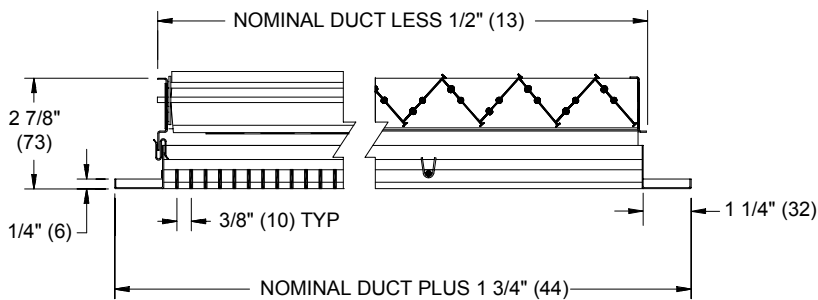 NOMINAL DUCT LESS 1/2" (13)
2 7/8"
(73)
1/4" (6)
3/8" (10) TYP
1 1/4" (32)
NOMINAL DUCT PLUS 1 3/4" (44)